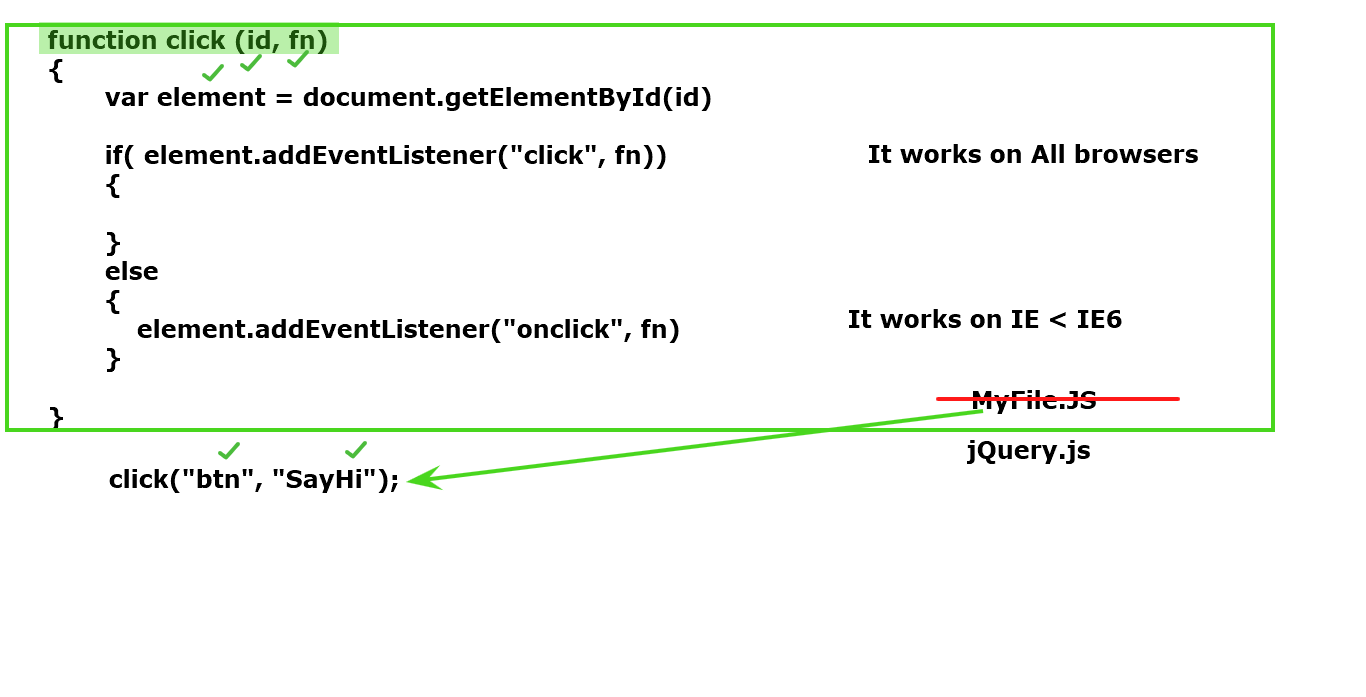 function click (id, fn)
{
var element = document.getElementById(id)
if( element.addEventListener("click", fn))
It works on All browsers
{
}
else
{
element.addEventListener("onclick", fn)
It works on IE < IE6
}
MyFile.JS
}
jQuery.js
click("btn", "SayHi");